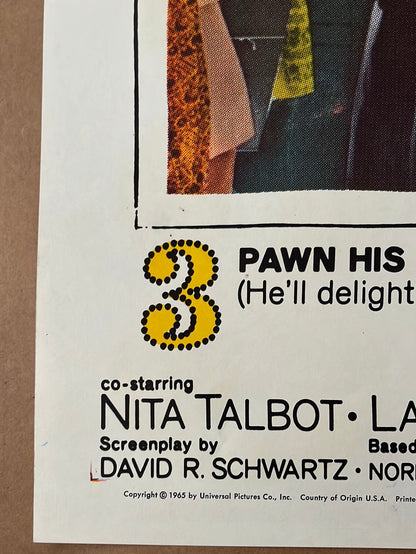 3 PAWN HIS
(He'll delight
co-starring
NITA TALBOT • LA
Screenplay by Based
DAVID R. SCHWARTZ • NOR
Copyright © 1965 by Universal Pictures Co., Inc. Country of Origin U.S.A. Printe